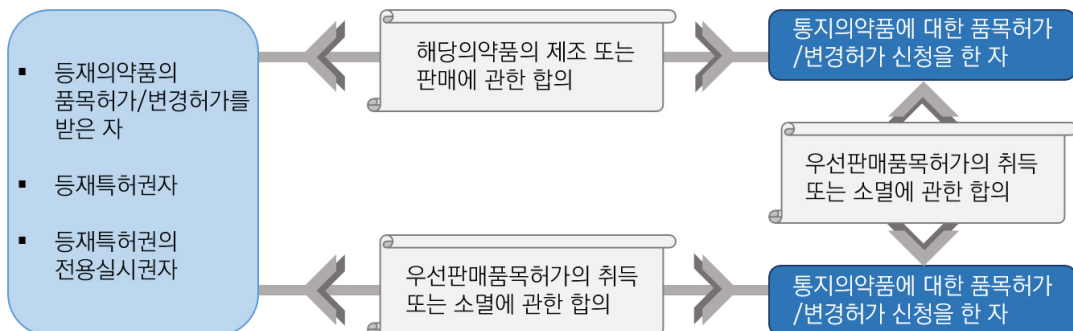 ▪ 등재의약품의
품목허가/변경허가를
받은 자
▪ 등재특허권자
▪ 등재특허권의
전용실시권자
해당의약품의 제조 또는
판매에 관한 합의
통지의약품에 대한 품목허가
/변경허가 신청을 한 자
우선판매품목허가의 취득
또는 소멸에 관한 합의
우선판매품목허가의 취득
또는 소멸에 관한 합의
통지의약품에 대한 품목허가
/변경허가 신청을 한 자